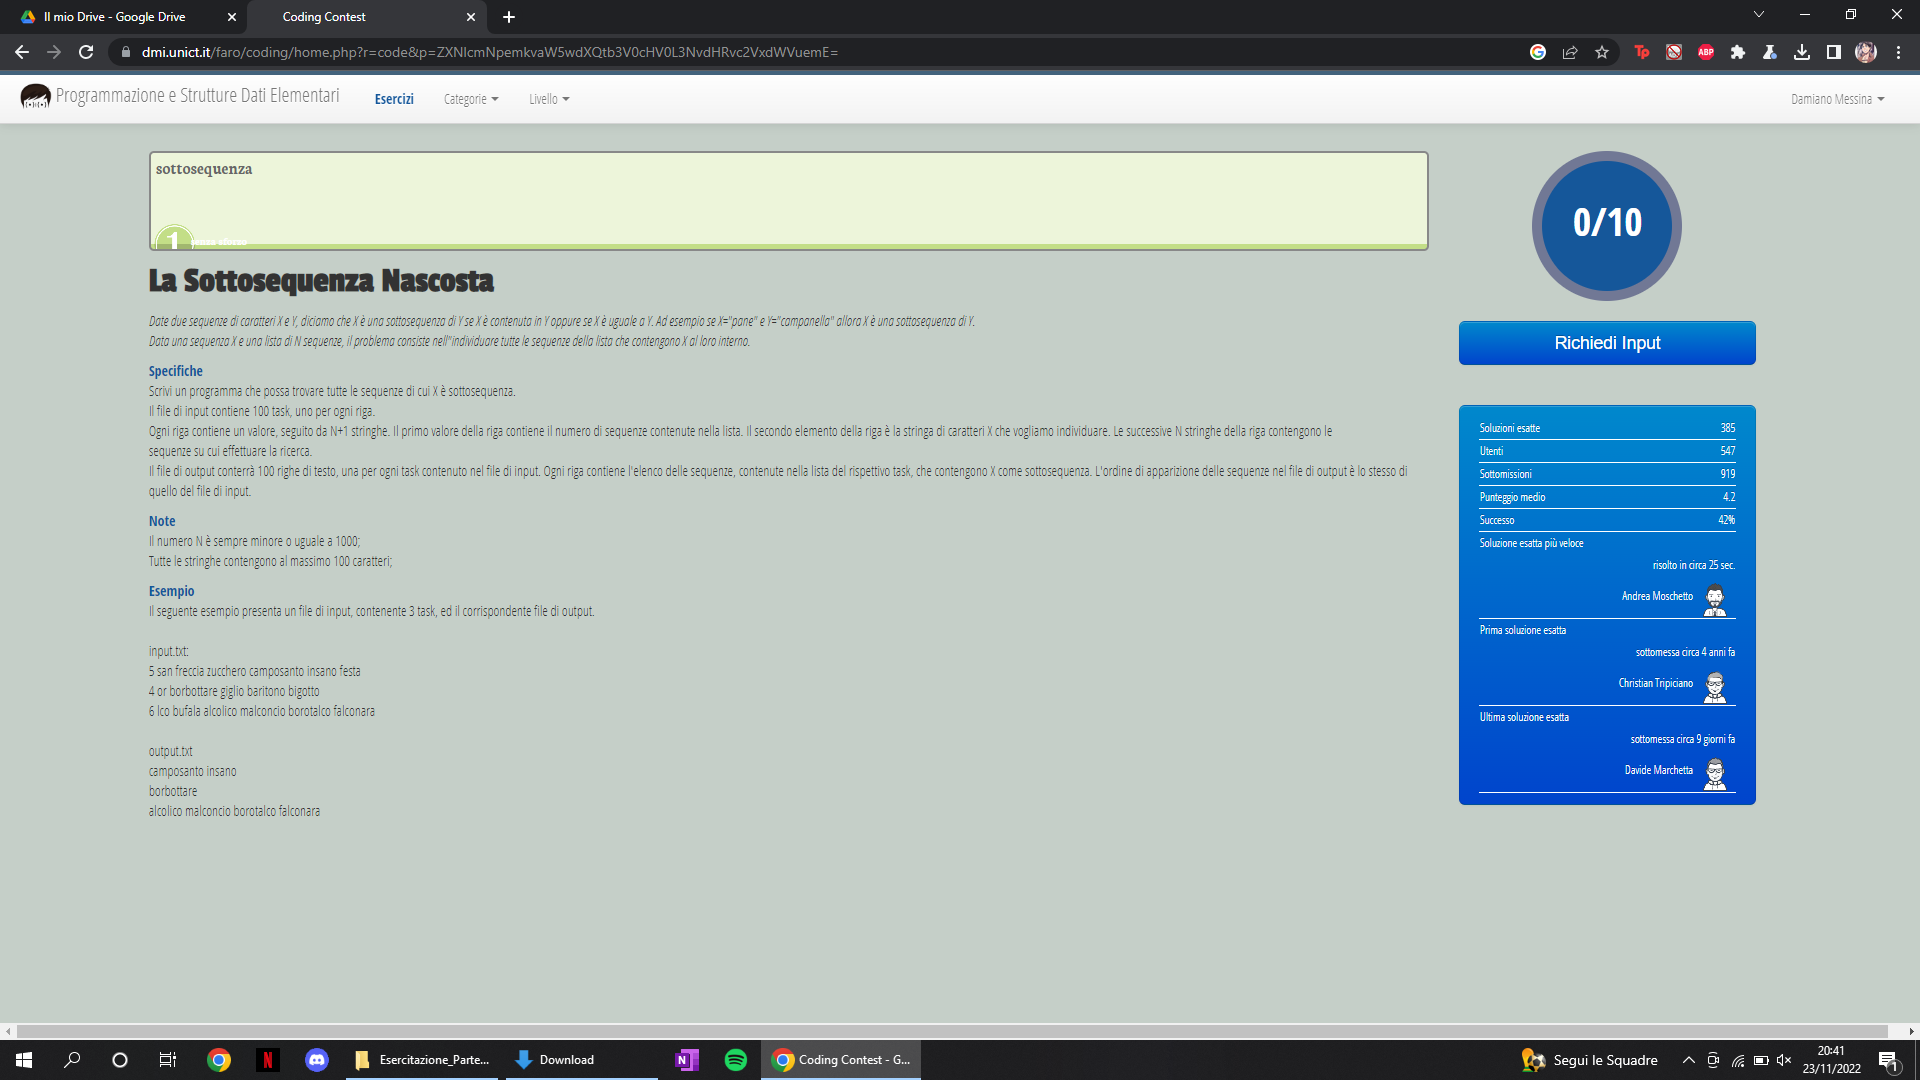 Il mio Drive - Google Drive
Coding Contest
dmi.unict.it/faro/coding/home.php?r=code&p=ZXNlcmNpemkvaW5wdXQtb3V0cHV0L3NvdHRvc2VxdWVuemE=
Programmazione e Strutture Dati Elementari
Esercizi
Categorie
Livello
Damiano Messina
sottosequenza
1 senza sforzo
0/10
La Sottosequenza Nascosta
Date due sequenze di caratteri X e Y, diciamo che X è una sottosequenza di Y se X è contenuta in Y oppure se X è uguale a Y. Ad esempio se X="pane" e Y="campanella" allora X è una sottosequenza di Y.
Data una sequenza X e una lista di N sequenze, il problema consiste nell"individuare tutte le sequenze della lista che contengono X al loro interno.
Richiedi Input
Specifiche
Scrivi un programma che possa trovare tutte le sequenze di cui X è sottosequenza.
Il file di input contiene 100 task, uno per ogni riga.
Ogni riga contiene un valore, seguito da N+1 stringhe. Il primo valore della riga contiene il numero di sequenze contenute nella lista. Il secondo elemento della riga è la stringa di caratteri X che vogliamo individuare. Le successive N stringhe della riga contengono le
sequenze su cui effettuare la ricerca.
Il file di output conterrà 100 righe di testo, una per ogni task contenuto nel file di input. Ogni riga contiene l'elenco delle sequenze, contenute nella lista del rispettivo task, che contengono X come sottosequenza. L'ordine di apparizione delle sequenze nel file di output è lo stesso di
quello del file di input.
Note
Il numero N è sempre minore o uguale a 1000;
Tutte le stringhe contengono al massimo 100 caratteri;
Esempio
Il seguente esempio presenta un file di input, contenente 3 task, ed il corrispondente file di output.
input.txt:
5 san freccia zucchero camposanto insano festa
4 or borbottare giglio baritono bigotto
6 lco bufala alcolico malconcio borotalco falconara
output.txt
camposanto insano
borbottare
alcolico malconcio borotalco falconara
Soluzioni esatte 385
Utenti 547
Sottomissioni 919
Punteggio medio 4.2
Successo 42%
Soluzione esatta più veloce
risolto in circa 25 sec.
Andrea Moschetto
Prima soluzione esatta
sottomessa circa 4 anni fa
Christian Tripiciano
Ultima soluzione esatta
sottomessa circa 9 giorni fa
Davide Marchetta
Esercitazione_Parte...
Download
Coding Contest - G...
Segui le Squadre
20:41
23/11/2022
1